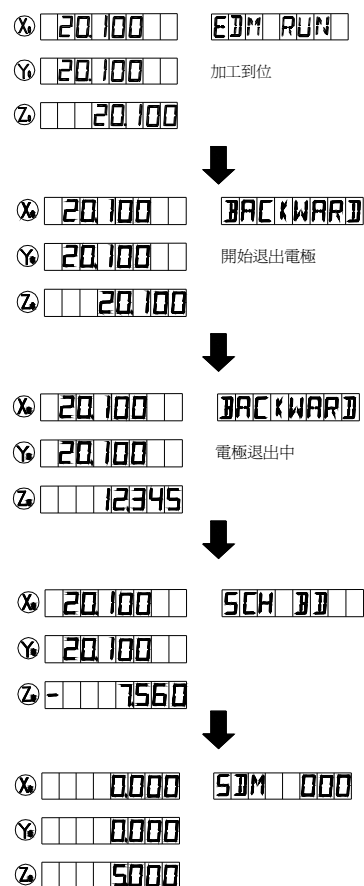 X 20.100 EDM RUN
Y 20.100 加工到位
Z 20.100
X 20.100 BACKWARD
Y 20.100 開始退出電極
Z 20.100
X 20.100 BACKWARD
Y 20.100 電極退出中
Z 12.345
X 20.100 SCH BD
Y 20.100
Z - 7.560
X 0.000 SDM 000
Y 0.000
Z 5.000